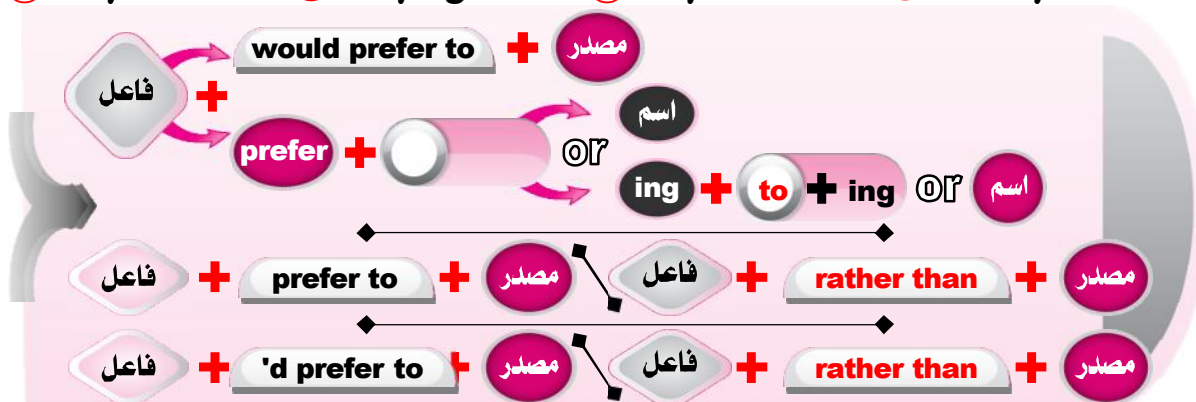 would prefer to + مصدر
فاعل +
اسم
prefer + or
ing + to + ing or اسم
فاعل + prefer to + مصدر فاعل + rather than + مصدر
فاعل + 'd prefer to + مصدر فاعل + rather than + مصدر